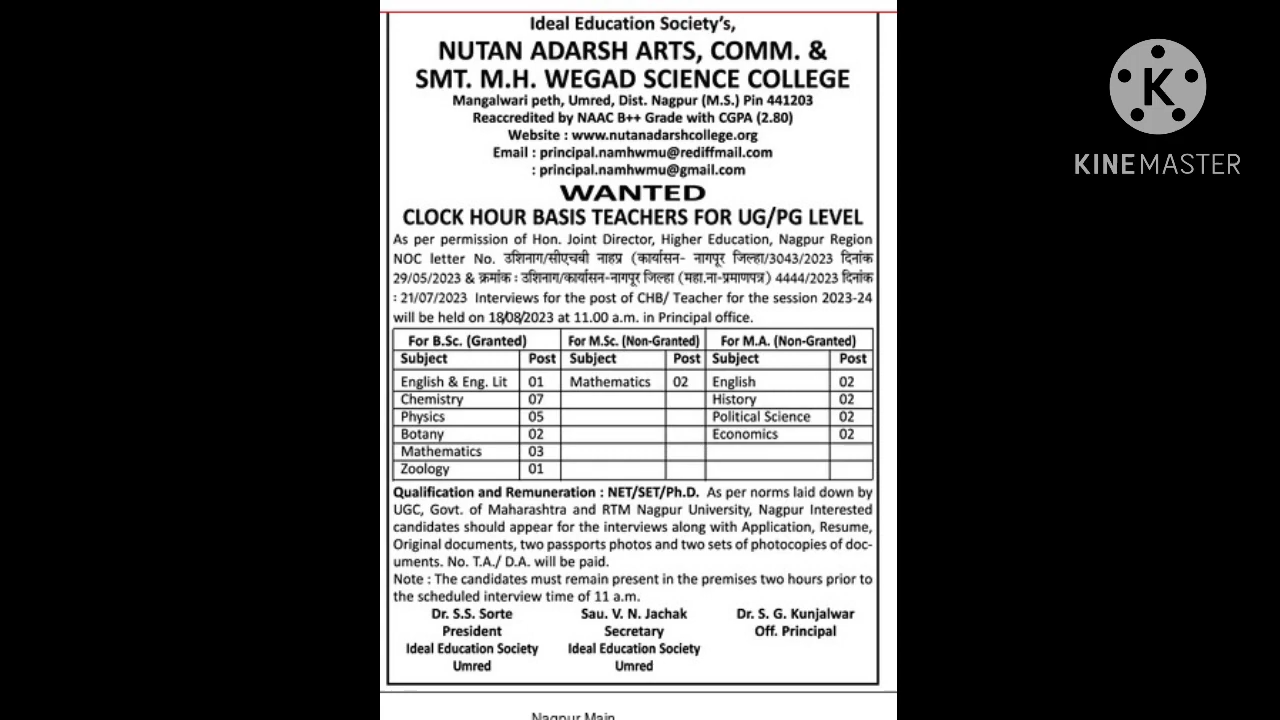 Ideal Education Society's,
NUTAN ADARSH ARTS, COMM. &
SMT. M.H. WEGAD SCIENCE COLLEGE
Mangalwari peth, Umred, Dist. Nagpur (M.S.) Pin 441203
Reaccredited by NAAC B++ Grade with CGPA (2.80)
Website : www.nutanadarshcollege.org
Email : principal.namhwmu@rediffmail.com
: principal.namhwmu@gmail.com
WANTED
CLOCK HOUR BASIS TEACHERS FOR UG/PG LEVEL
As per permission of Hon. Joint Director, Higher Education, Nagpur Region
NOC letter No. उशिनाग/सीएचबी नाहप्र (कार्यासन- नागपूर जिल्हा/3043/2023 दिनांक
29/05/2023 & क्रमांक : उशिनाग/कार्यासन-नागपूर जिल्हा (महा.ना-प्रमाणपत्र) 4444/2023 दिनांक
: 21/07/2023 Interviews for the post of CHB/ Teacher for the session 2023-24
will be held on 18/08/2023 at 11.00 a.m. in Principal office.
For B.Sc. (Granted) For M.Sc. (Non-Granted) For M.A. (Non-Granted)
Subject Post Subject Post Subject Post
English & Eng. Lit 01 Mathematics 02 English 02
Chemistry 07 History 02
Physics 05 Political Science 02
Botany 02 Economics 02
Mathematics 03
Zoology 01
Qualification and Remuneration : NET/SET/Ph.D. As per norms laid down by
UGC, Govt. of Maharashtra and RTM Nagpur University, Nagpur Interested
candidates should appear for the interviews along with Application, Resume,
Original documents, two passports photos and two sets of photocopies of doc-
uments. No. T.A./ D.A. will be paid.
Note : The candidates must remain present in the premises two hours prior to
the scheduled interview time of 11 a.m.
Dr. S.S. Sorte Sau. V. N. Jachak Dr. S. G. Kunjalwar
President Secretary Off. Principal
Ideal Education Society Ideal Education Society
Umred Umred
Nagpur Main
K
KINEMASTER